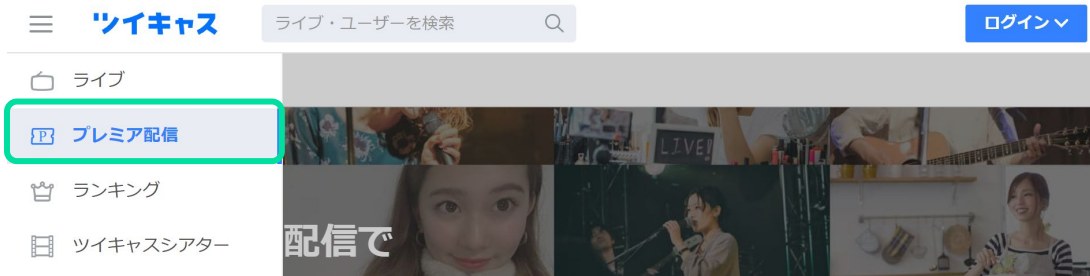 ツイキャス
ライブ・ユーザーを検索
ログイン
ライブ
P プレミア配信
ランキング
ツイキャスシアター
LIVE!
配信で